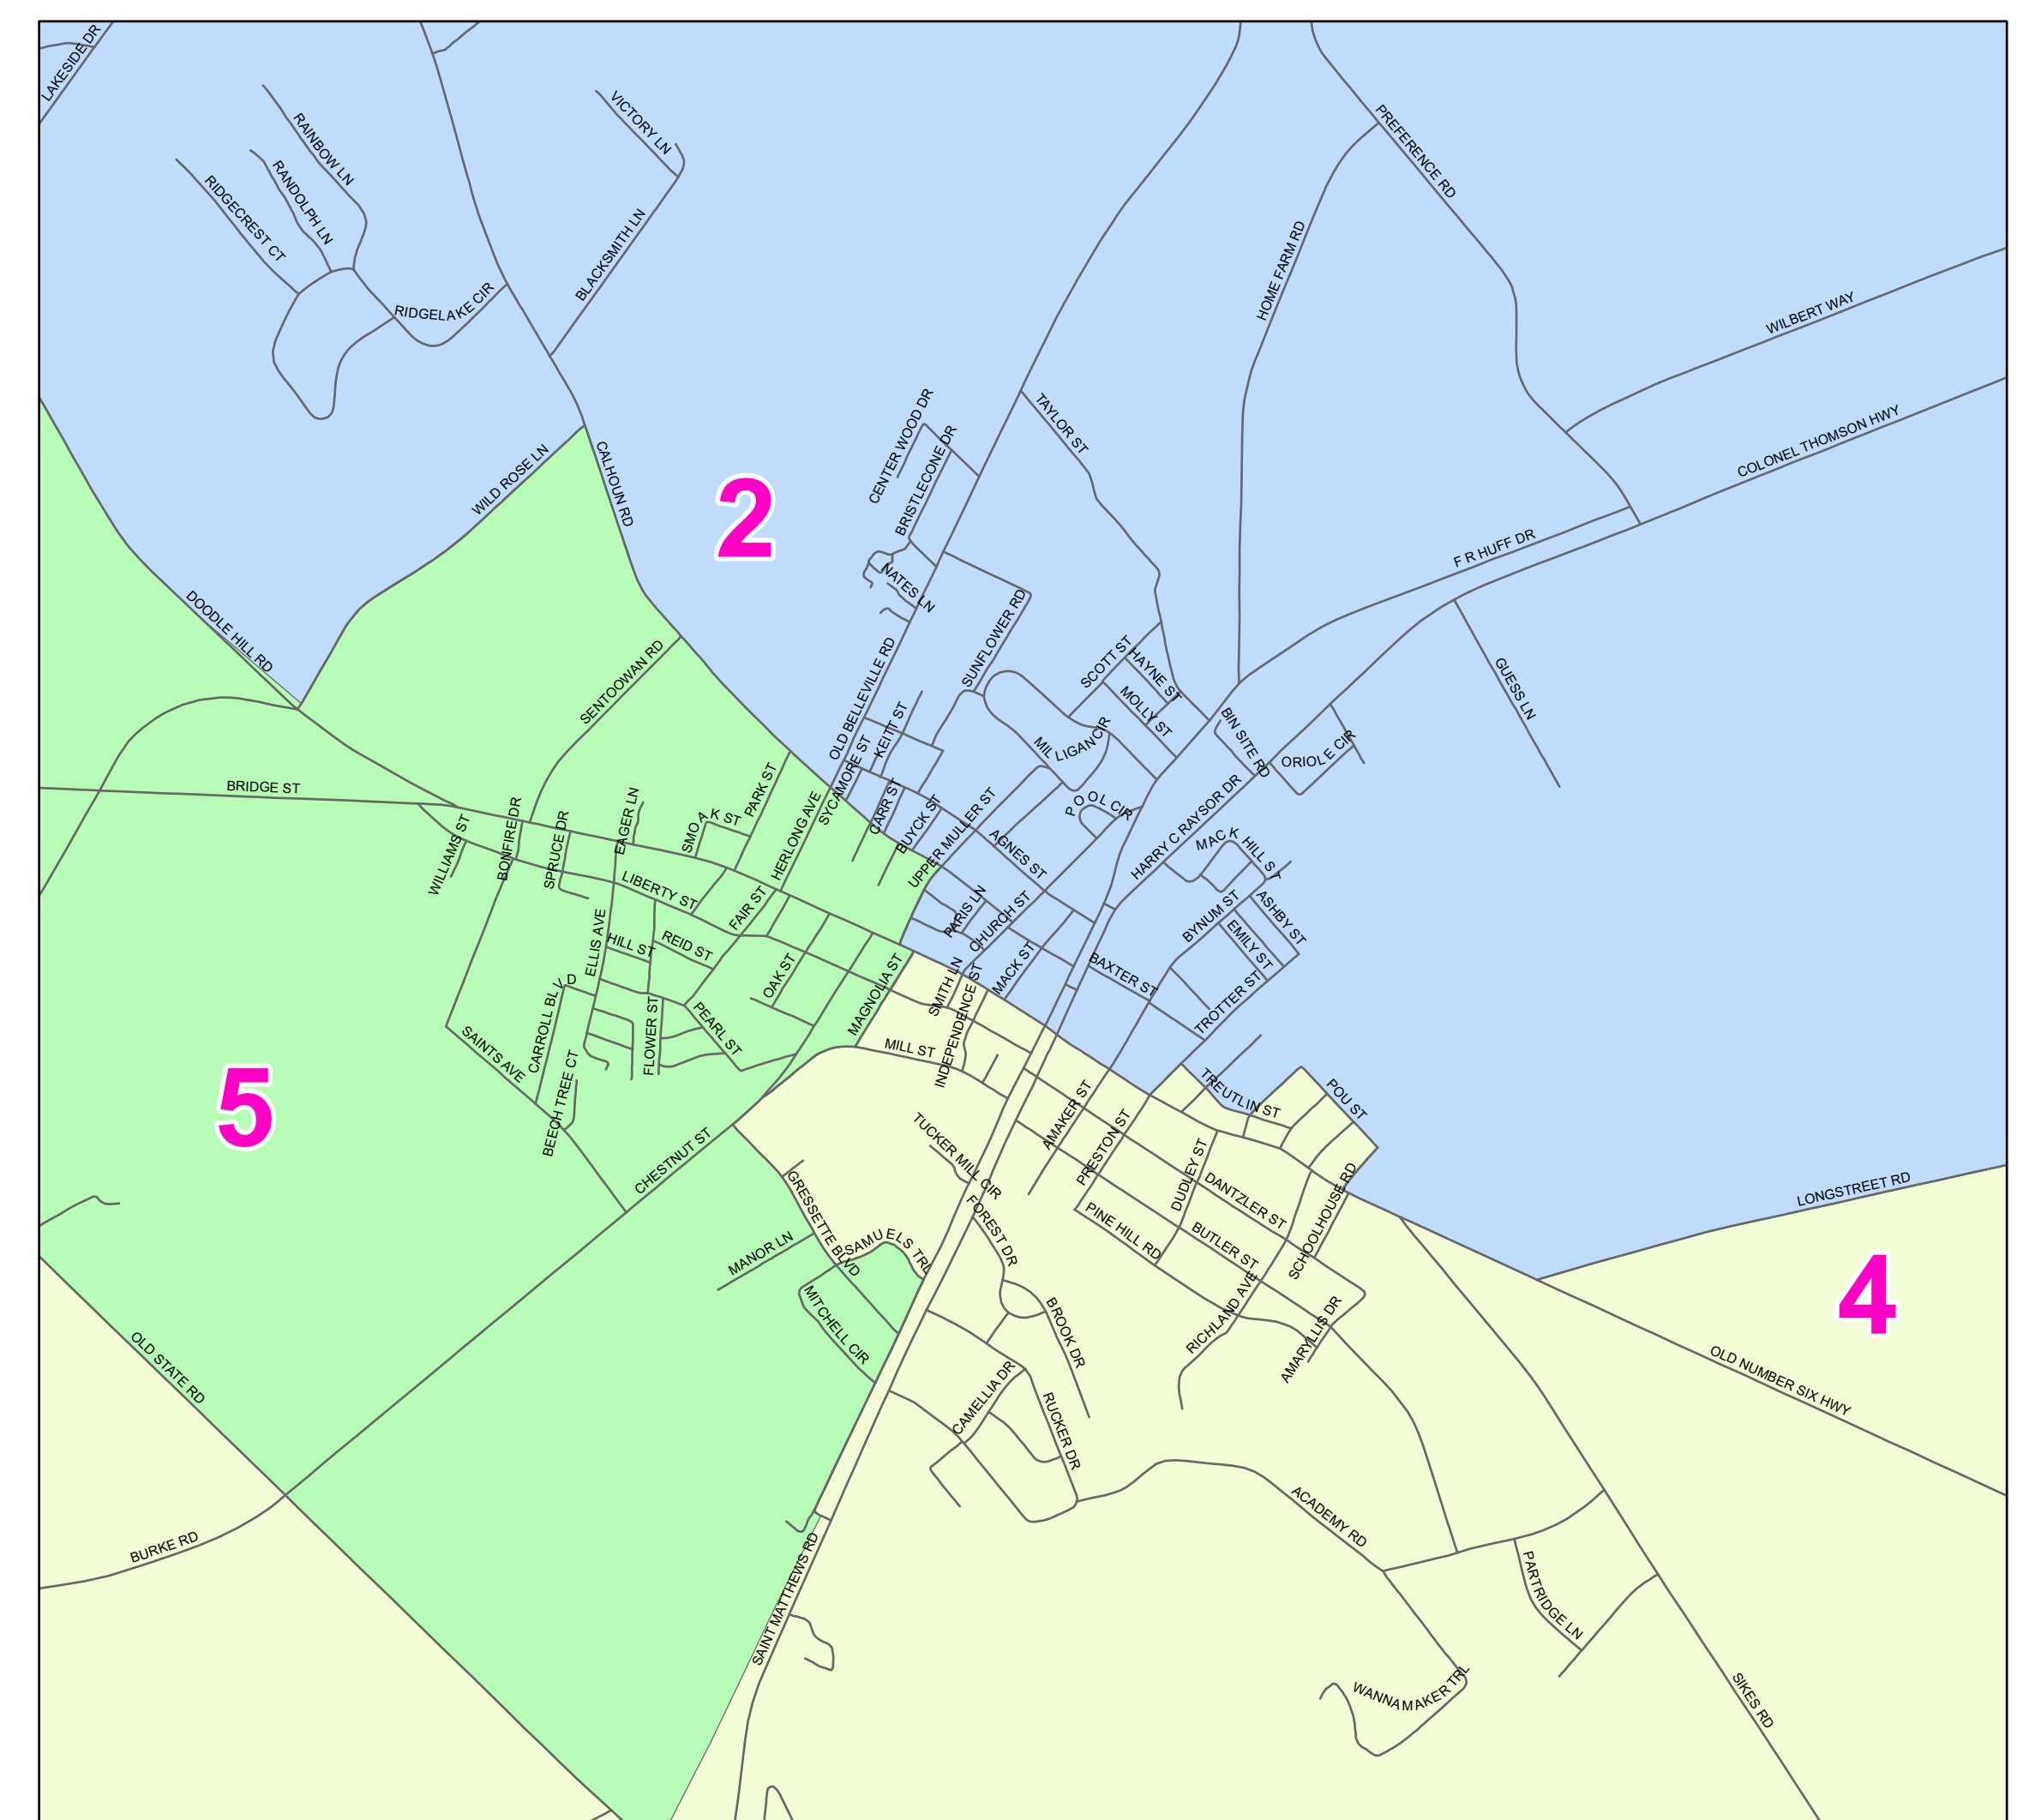 LAKESIDE DR
RAINBOW LN
RANDOLPH LN
RIDGECREST CT
RIDGELAKE CIR
VICTORY LN
BLACKSMITH LN
PREFERENCE RD
HOME FARM RD
WILBERT WAY
COLONEL THOMSON HWY
F R HUFF DR
WILD ROSE LN
CALHOUN RD
2
CENTER WOOD DR
BRISTLECONE DR
TAYLOR ST
NATES LN
SUNFLOWER RD
DOODLE HILL RD
SENTOOWAN RD
OLD BELLEVILLE RD
SCOTT ST
HAYNE ST
MOLLY ST
GUESS LN
KEITT ST
SYCAMORE ST
MILLIGAN CIR
BIN SITE RD
ORIOLE CIR
BRIDGE ST
PARK ST
HERLONG AVE
CARR ST
BUYCK ST
UPPER MULLER ST
POOL CIR
HARRY C RAYSOR DR
MACK HILL ST
WILLIAMS ST
BONFIRE DR
SPRUCE DR
EAGER LN
SMOAK ST
AGNES ST
LIBERTY ST
FAIR ST
PARIS LN
CHURCH ST
BYNUM ST
ASHBY ST
EMILY ST
ELLIS AVE
HILL ST
REID ST
OAK ST
MAGNOLIA ST
SMITH LN
INDEPENDENCE ST
MACK ST
BAXTER ST
TROTTER ST
CARROLL BLVD
SAINTS AVE
FLOWER ST
PEARL ST
MILL ST
BEECH TREE CT
5
TREUTLIN ST
POU ST
AMAKER ST
PRESTON ST
DUDLEY ST
CHESTNUT ST
TUCKER MILL CIR
GRESSETTE BLVD
FOREST DR
DANTZLER ST
SCHOOLHOUSE RD
LONGSTREET RD
MANOR LN
SAMUELS TRL
PINE HILL RD
BUTLER ST
4
MITCHELL CIR
BROOK DR
RICHLAND AVE
AMARYLLIS DR
OLD STATE RD
OLD NUMBER SIX HWY
CAMELLIA DR
RUCKER DR
BURKE RD
ACADEMY RD
SAINT MATTHEWS RD
PARTRIDGE LN
WANNAMAKER TRL
SIKES RD